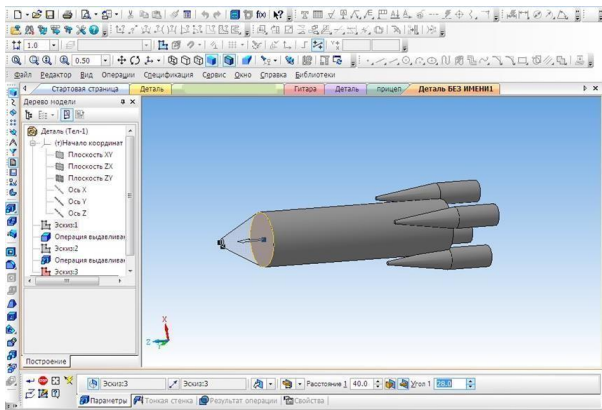 1.0
0.50
Файл Редактор Вид Операции Спецификация Сервис Окно Справка Библиотеки
Стартовая страница Деталь Гитара Деталь прицеп Деталь БЕЗ ИМЕНИ1
Дерево модели
Деталь (Тел-1)
(т)Начало координат
Плоскость XY
Плоскость ZX
Плоскость ZY
Ось X
Ось Y
Ось Z
Эскиз:1
Операция выдавливан
Эскиз:2
Операция выдавливан
Эскиз:3
X
Z
Построение
Эскиз:3 Эскиз:3 Расстояние 1 40.0 Угол 1
Параметры Тонкая стенка Результат операции Свойства